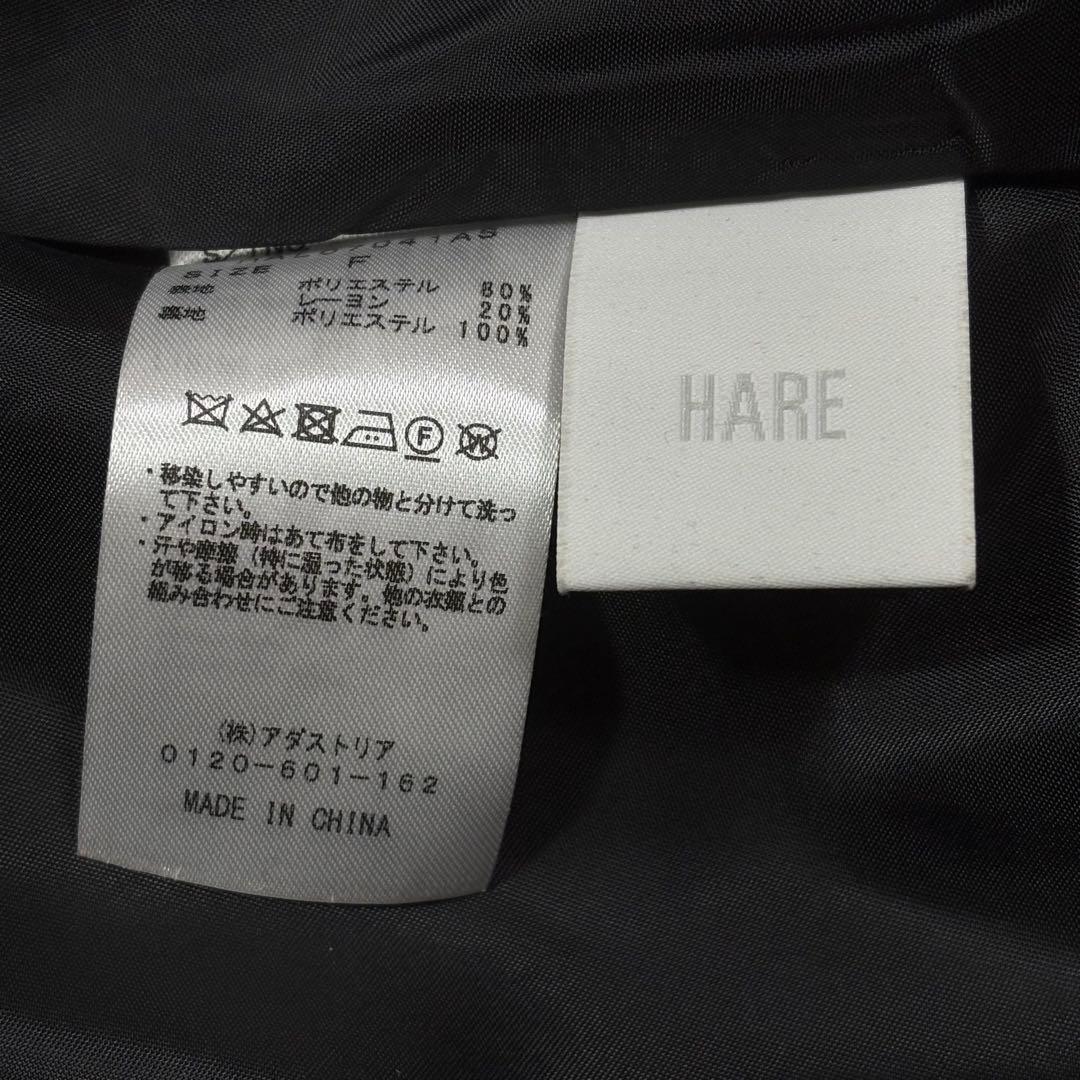 SIZE F
表地 ポリエステル 80%
レーヨン 20%
裏地 ポリエステル 100%
F
W
・移染しやすいので他の物と分けて洗っ
て下さい。
・アイロン時はあて布をして下さい。
・汗や摩擦（特に湿った状態）により色
が移る場合があります。他の衣類との
組み合わせにご注意ください。
(株)アダストリア
0120-601-162
MADE IN CHINA
HARE